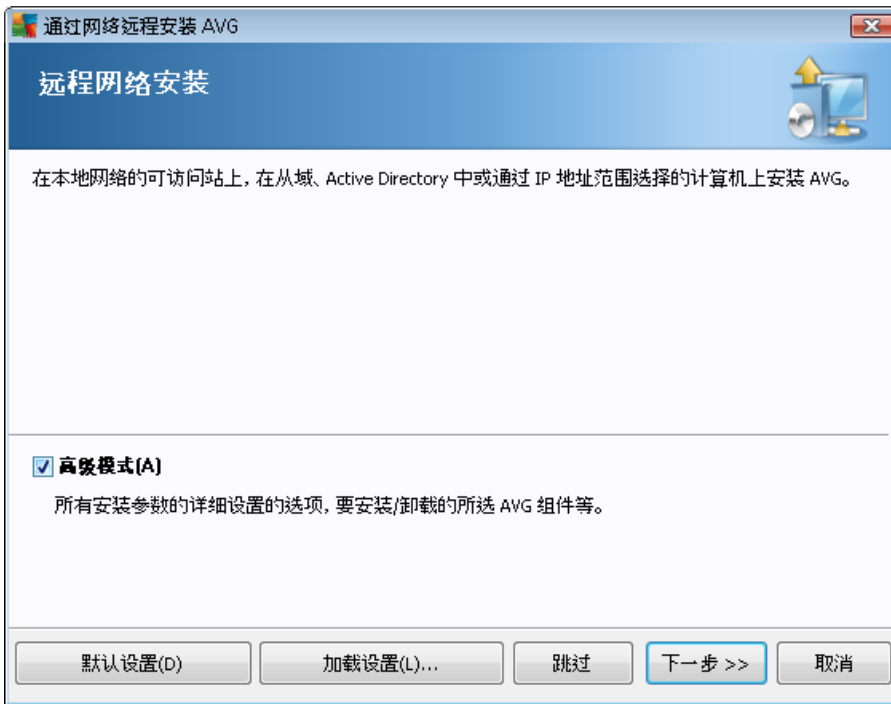 通过网络远程安装 AVG
远程网络安装
在本地网络的可访问站上，在从域、Active Directory 中或通过 IP 地址范围选择的计算机上安装 AVG。
高级模式(A)
所有安装参数的详细设置的选项，要安装/卸载的所选 AVG 组件等。
默认设置(D)
加载设置(L)...
跳过
下一步 >>
取消